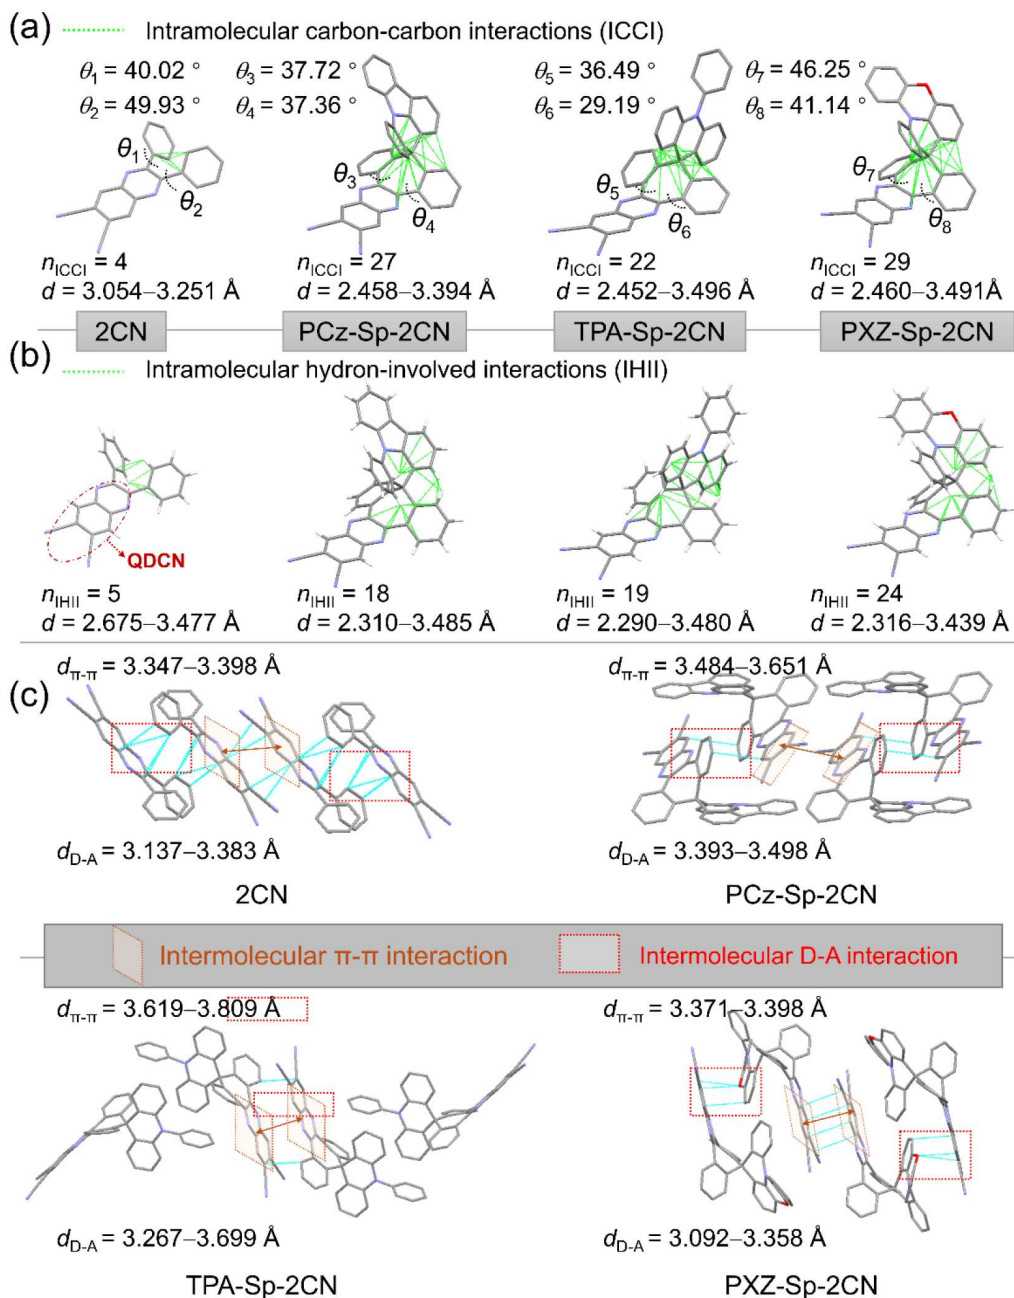 (a) Intramolecular carbon-carbon interactions (ICCI)
θ1 = 40.02 ° θ3 = 37.72 ° θ5 = 36.49 ° θ7 = 46.25 °
θ2 = 49.93 ° θ4 = 37.36 ° θ6 = 29.19 ° θ8 = 41.14 °
θ1 θ3 θ5 θ7
θ2 θ4 θ6 θ8
nICCI = 4 nICCI = 27 nICCI = 22 nICCI = 29
d = 3.054–3.251 Å d = 2.458–3.394 Å d = 2.452–3.496 Å d = 2.460–3.491Å
2CN PCz-Sp-2CN TPA-Sp-2CN PXZ-Sp-2CN
(b) Intramolecular hydron-involved interactions (IHII)
QDCN
nIHII = 5 nIHII = 18 nIHII = 19 nIHII = 24
d = 2.675–3.477 Å d = 2.310–3.485 Å d = 2.290–3.480 Å d = 2.316–3.439 Å
(c) dπ-π = 3.347–3.398 Å dπ-π = 3.484–3.651 Å
dD-A = 3.137–3.383 Å dD-A = 3.393–3.498 Å
2CN PCz-Sp-2CN
Intermolecular π-π interaction Intermolecular D-A interaction
dπ-π = 3.619–3.809 Å dπ-π = 3.371–3.398 Å
dD-A = 3.267–3.699 Å dD-A = 3.092–3.358 Å
TPA-Sp-2CN PXZ-Sp-2CN